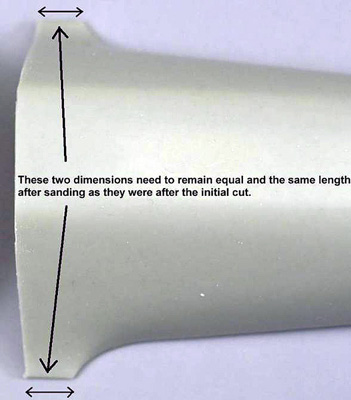 These two dimensions need to remain equal and the same length
after sanding as they were after the initial cut.